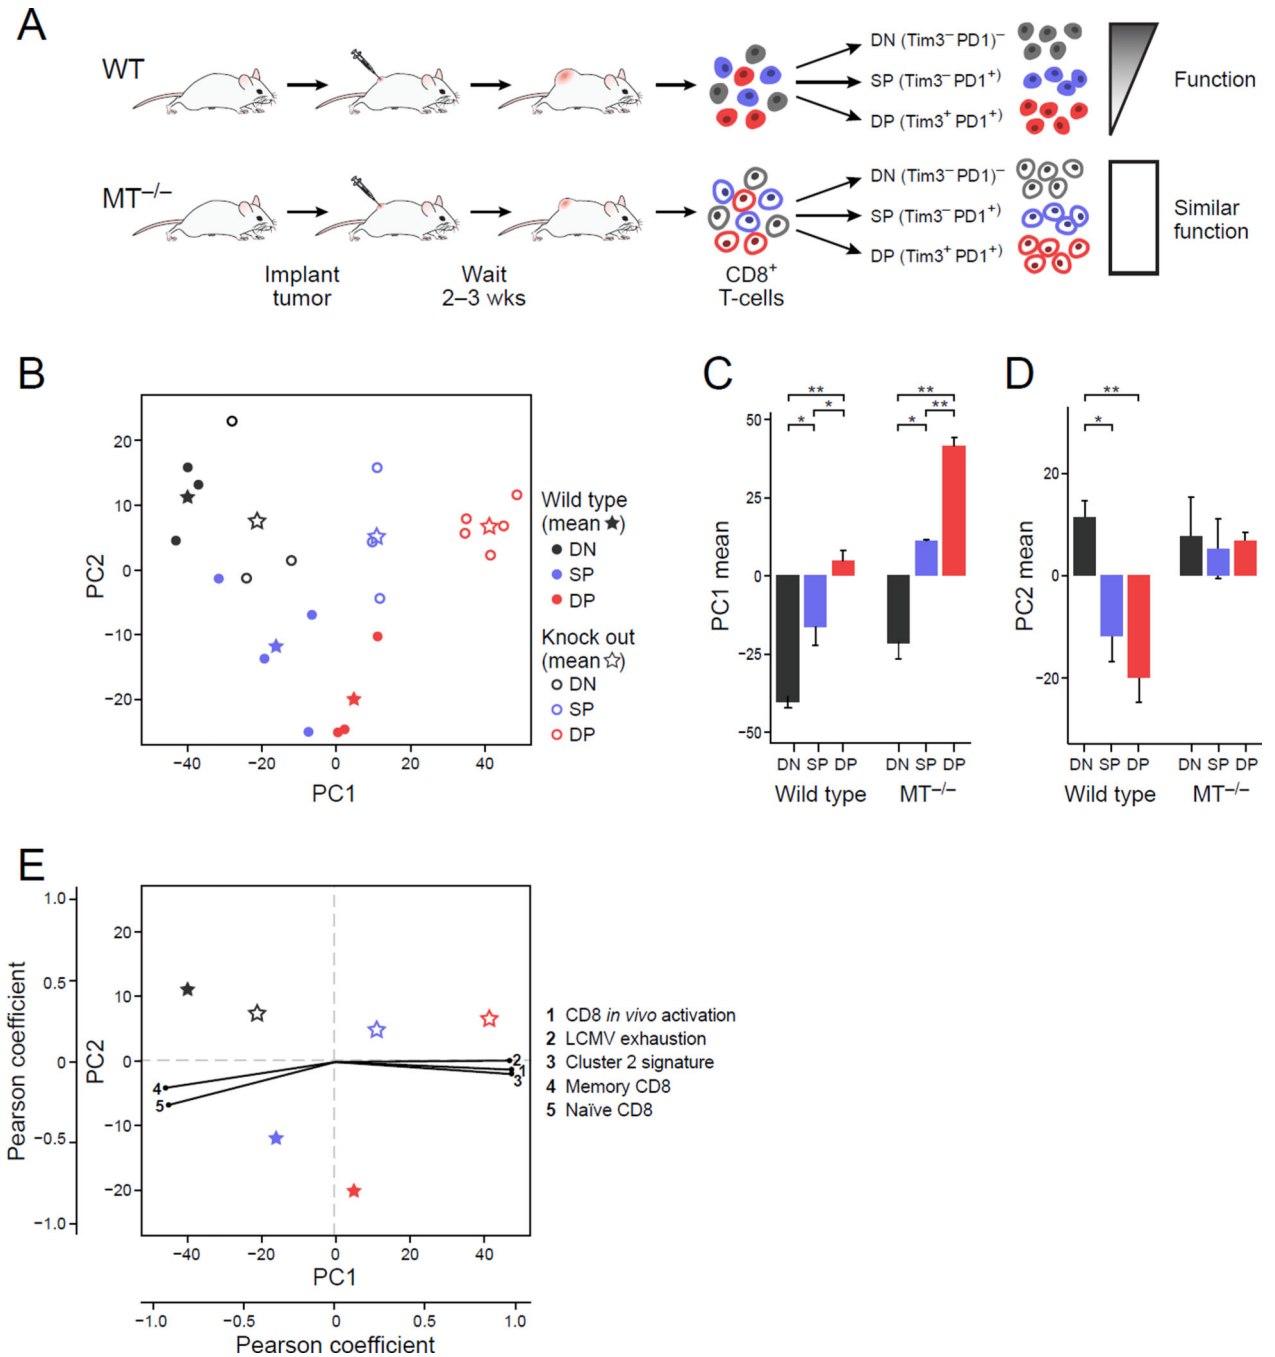 A
WT
DN (Tim3⁻ PD1)⁻
SP (Tim3⁻ PD1⁺)
DP (Tim3⁺ PD1⁺)
Function
MT⁻/⁻
DN (Tim3⁻ PD1)⁻
SP (Tim3⁻ PD1⁺)
DP (Tim3⁺ PD1⁺)
Similar
function
Implant
tumor
Wait
2–3 wks
CD8⁺
T-cells
B
20
10
0
−10
−20
PC2
−40
−20
0
20
40
PC1
Wild type
(mean ★)
DN
SP
DP
Knock out
(mean ☆)
DN
SP
DP
C
PC1 mean
50
25
0
−25
−50
**
*
*
**
*
**
DN SP DP
DN SP DP
Wild type
MT⁻/⁻
D
PC2 mean
20
0
−20
**
*
DN SP DP
DN SP DP
Wild type
MT⁻/⁻
E
Pearson coefficient
1.0
0.5
0
−0.5
−1.0
PC2
20
10
0
−10
−20
2
1
3
4
5
−40
−20
0
20
40
PC1
−1.0
−0.5
0
0.5
1.0
Pearson coefficient
1 CD8 in vivo activation
2 LCMV exhaustion
3 Cluster 2 signature
4 Memory CD8
5 Naïve CD8